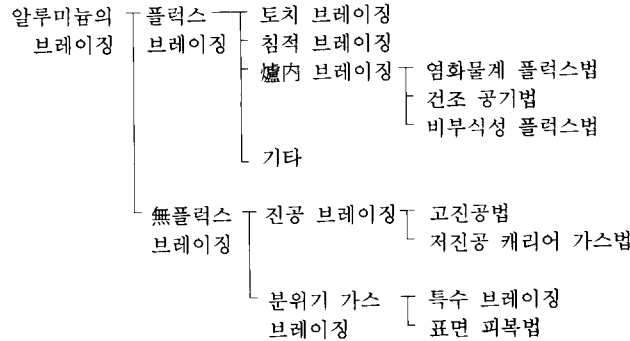 알루미늄의 플럭스 토치 브레이징
브레이징 브레이징 침적 브레이징
爐內 브레이징 염화물계 플럭스법
건조 공기법
비부식성 플럭스법
기타
無플럭스 진공 브레이징 고진공법
브레이징 저진공 캐리어 가스법
분위기 가스 특수 브레이징
브레이징 표면 피복법